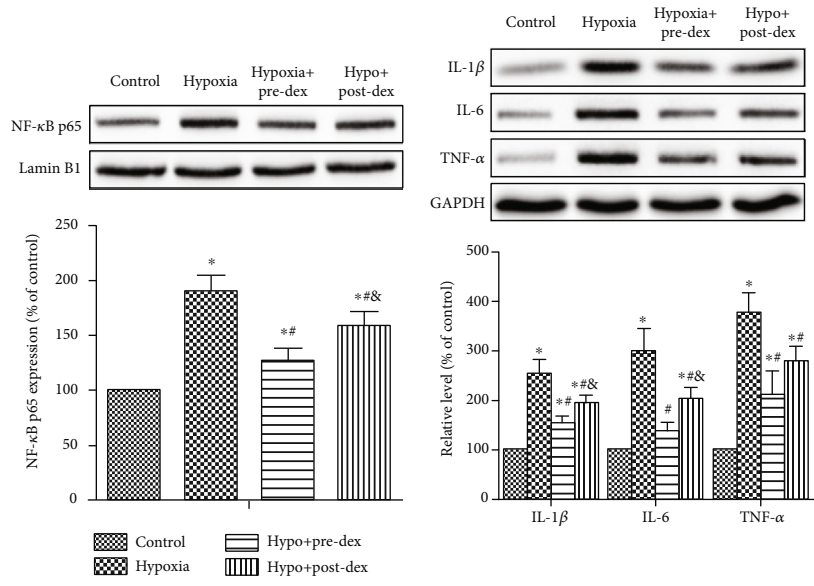 Control
Hypoxia
Hypoxia+
pre-dex
Hypo+
post-dex
NF-κB p65
Lamin B1
NF-κB p65 expression (% of control)
250
200
150
100
50
0
*
*#
*#&
Control
Hypoxia
Hypo+pre-dex
Hypo+post-dex
Control
Hypoxia
Hypoxia+
pre-dex
Hypo+
post-dex
IL-1β
IL-6
TNF-α
GAPDH
Relative level (% of control)
500
400
300
200
100
0
*
*#
*#&
*
#
*#&
*
*#
*#
IL-1β
IL-6
TNF-α